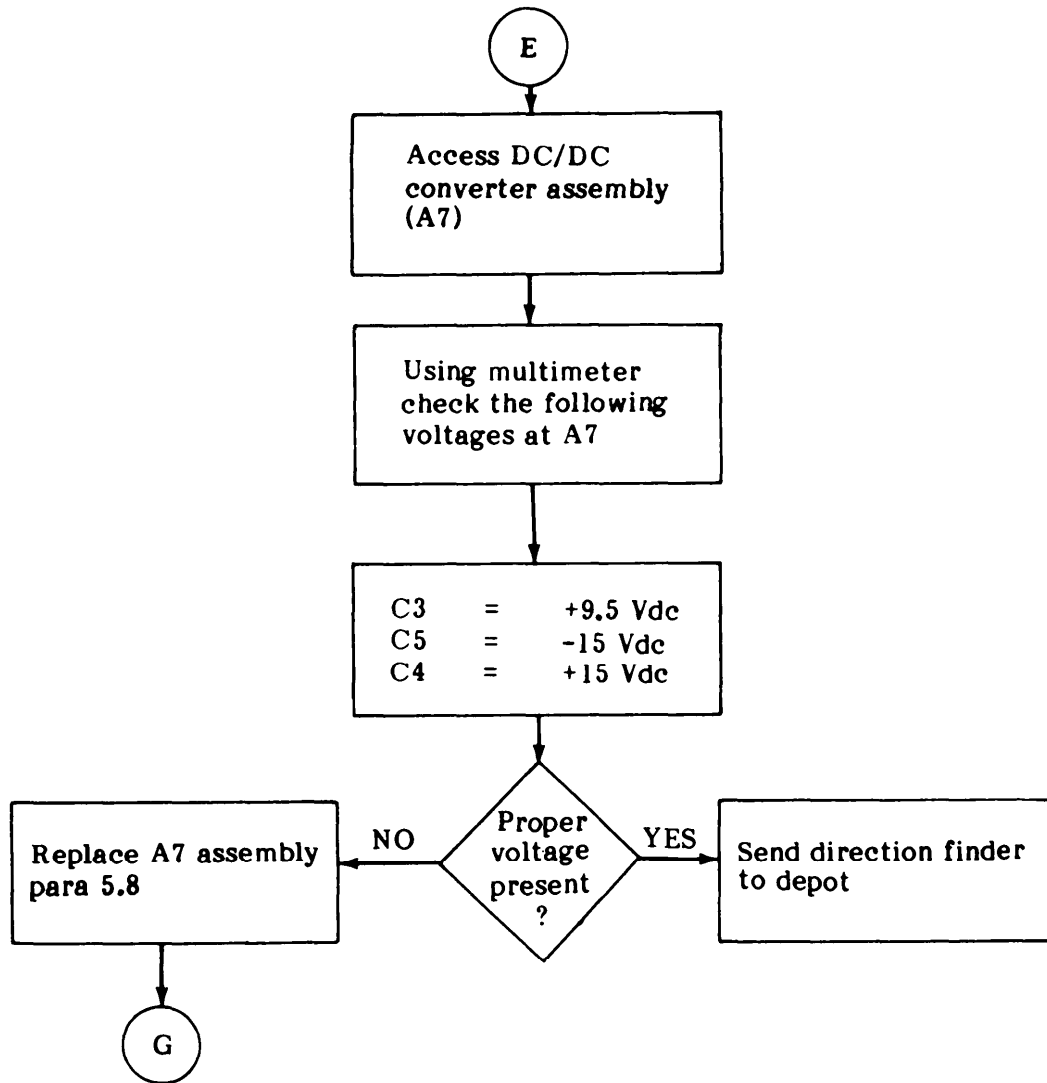 E
Access DC/DC
converter assembly
(A7)
Using multimeter
check the following
voltages at A7
C3 = +9.5 Vdc
C5 = -15 Vdc
C4 = +15 Vdc
Proper
voltage
present
?
NO
YES
Replace A7 assembly
para 5.8
Send direction finder
to depot
G